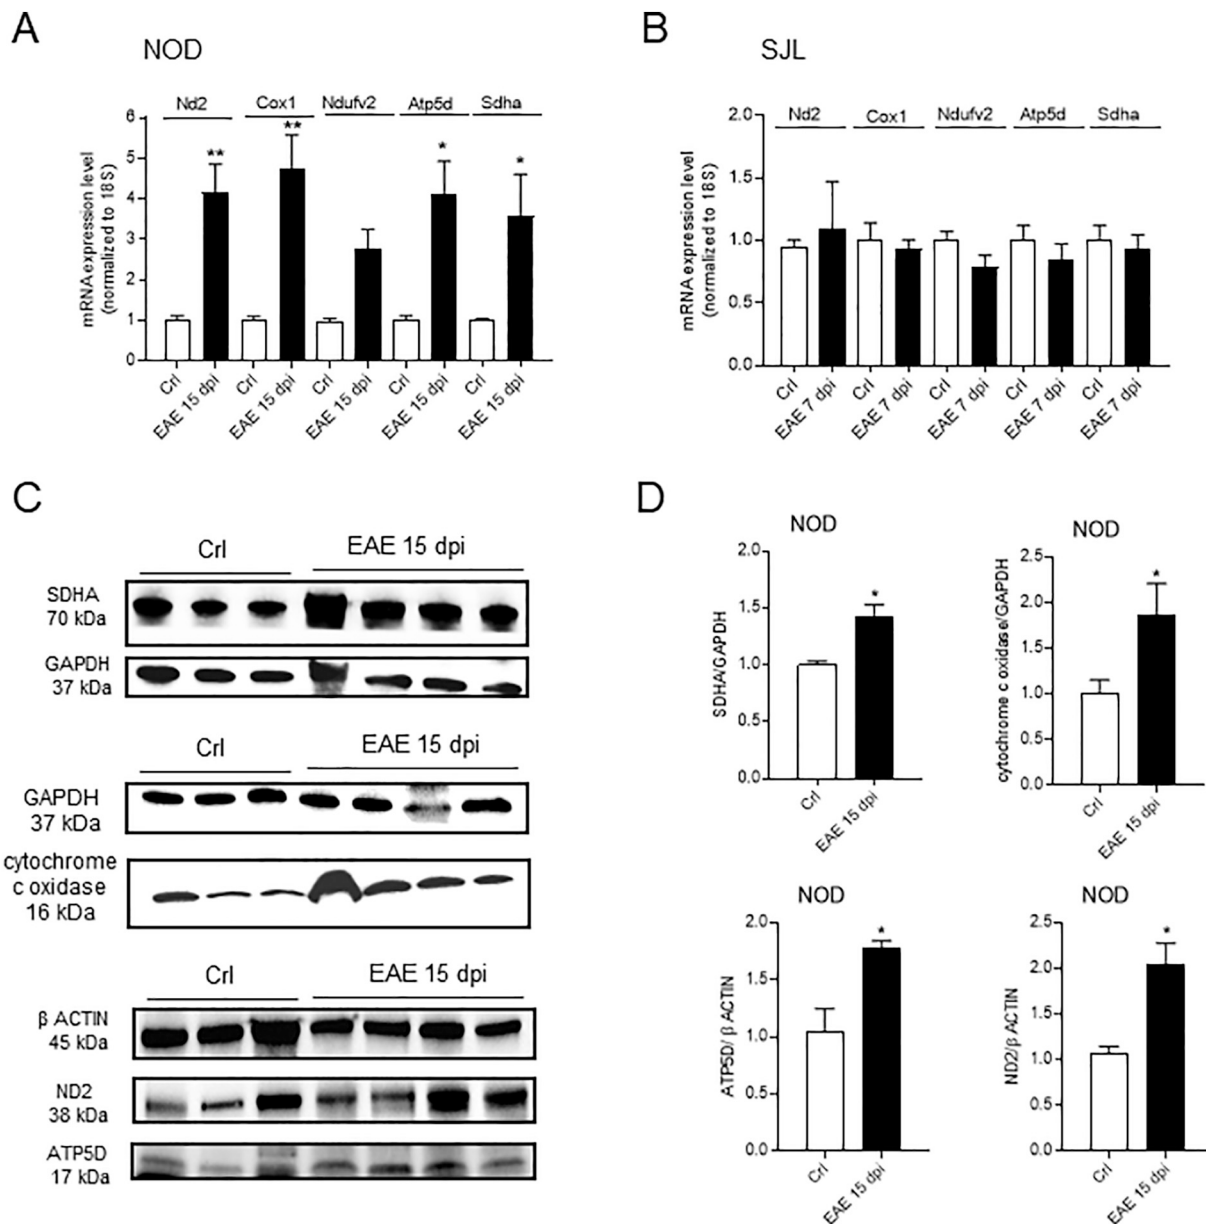 A
NOD
Nd2 Cox1 Ndufv2 Atp5d Sdha
mRNA expression level
(normalized to 18S)
6
5
4
3
2
1
0
** ** * *
Crl EAE 15 dpi Crl EAE 15 dpi Crl EAE 15 dpi Crl EAE 15 dpi Crl EAE 15 dpi
B
SJL
Nd2 Cox1 Ndufv2 Atp5d Sdha
mRNA expression level
(normalized to 18S)
2.0
1.5
1.0
0.5
0.0
Crl EAE 7 dpi Crl EAE 7 dpi Crl EAE 7 dpi Crl EAE 7 dpi Crl EAE 7 dpi
C
Crl EAE 15 dpi
SDHA
70 kDa
GAPDH
37 kDa
Crl EAE 15 dpi
GAPDH
37 kDa
cytochrome
c oxidase
16 kDa
Crl EAE 15 dpi
β ACTIN
45 kDa
ND2
38 kDa
ATP5D
17 kDa
D
NOD
SDHA/GAPDH
2.0
1.5
1.0
0.5
0.0
*
Crl EAE 15 dpi
NOD
cytochrome c oxidase/GAPDH
2.5
2.0
1.5
1.0
0.5
0.0
*
Crl EAE 15 dpi
NOD
ATP5D/ β ACTIN
2.0
1.5
1.0
0.5
0.0
*
Crl EAE 15 dpi
NOD
ND2/β ACTIN
2.5
2.0
1.5
1.0
0.5
0.0
*
Crl EAE 15 dpi